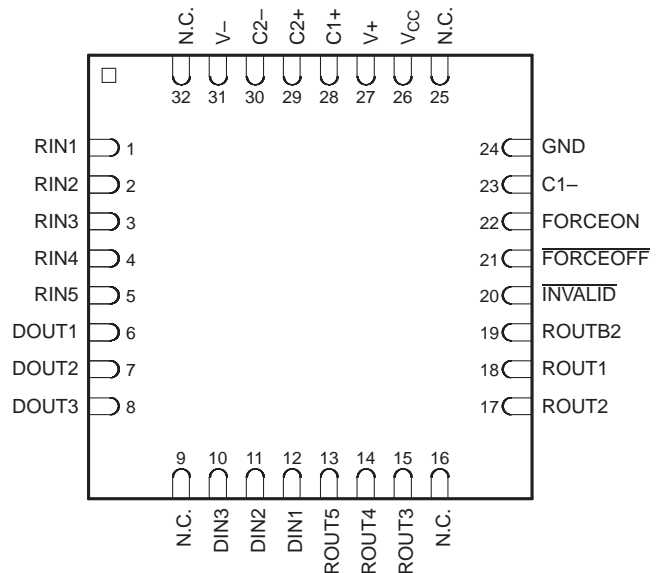 N.C. V– C2– C2+ C1+ V+ VCC N.C.
32 31 30 29 28 27 26 25
RIN1 1 24 GND
RIN2 2 23 C1–
RIN3 3 22 FORCEON
RIN4 4 21 FORCEOFF
RIN5 5 20 INVALID
DOUT1 6 19 ROUTB2
DOUT2 7 18 ROUT1
DOUT3 8 17 ROUT2
9 10 11 12 13 14 15 16
N.C. DIN3 DIN2 DIN1 ROUT5 ROUT4 ROUT3 N.C.